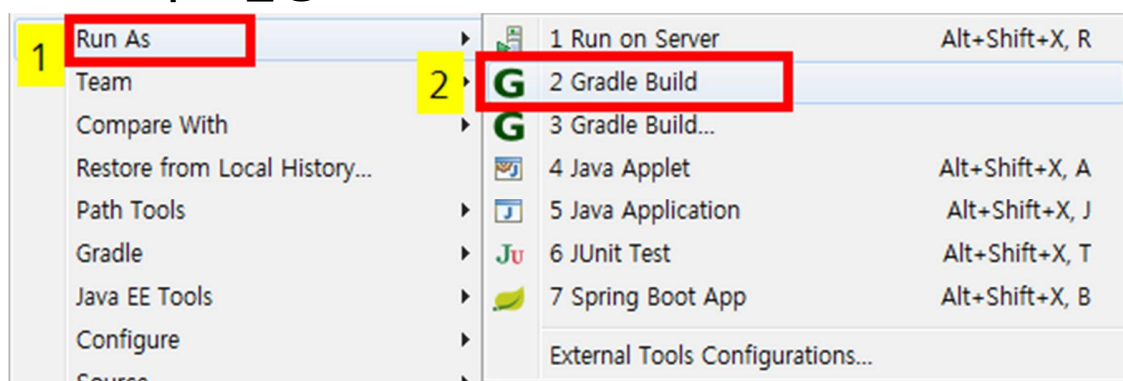 1
Run As
Team
Compare With
Restore from Local History...
Path Tools
Gradle
Java EE Tools
Configure
Source
2
1 Run on Server Alt+Shift+X, R
G 2 Gradle Build
G 3 Gradle Build...
4 Java Applet Alt+Shift+X, A
J 5 Java Application Alt+Shift+X, J
JU 6 JUnit Test Alt+Shift+X, T
7 Spring Boot App Alt+Shift+X, B
External Tools Configurations...